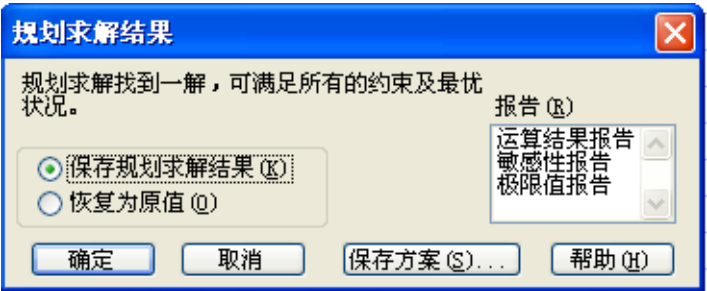 规划求解结果
规划求解找到一解，可满足所有的约束及最优
状况。
报告(R)
运算结果报告
敏感性报告
极限值报告
保存规划求解结果(K)
恢复为原值(O)
确定
取消
保存方案(S)...
帮助(H)